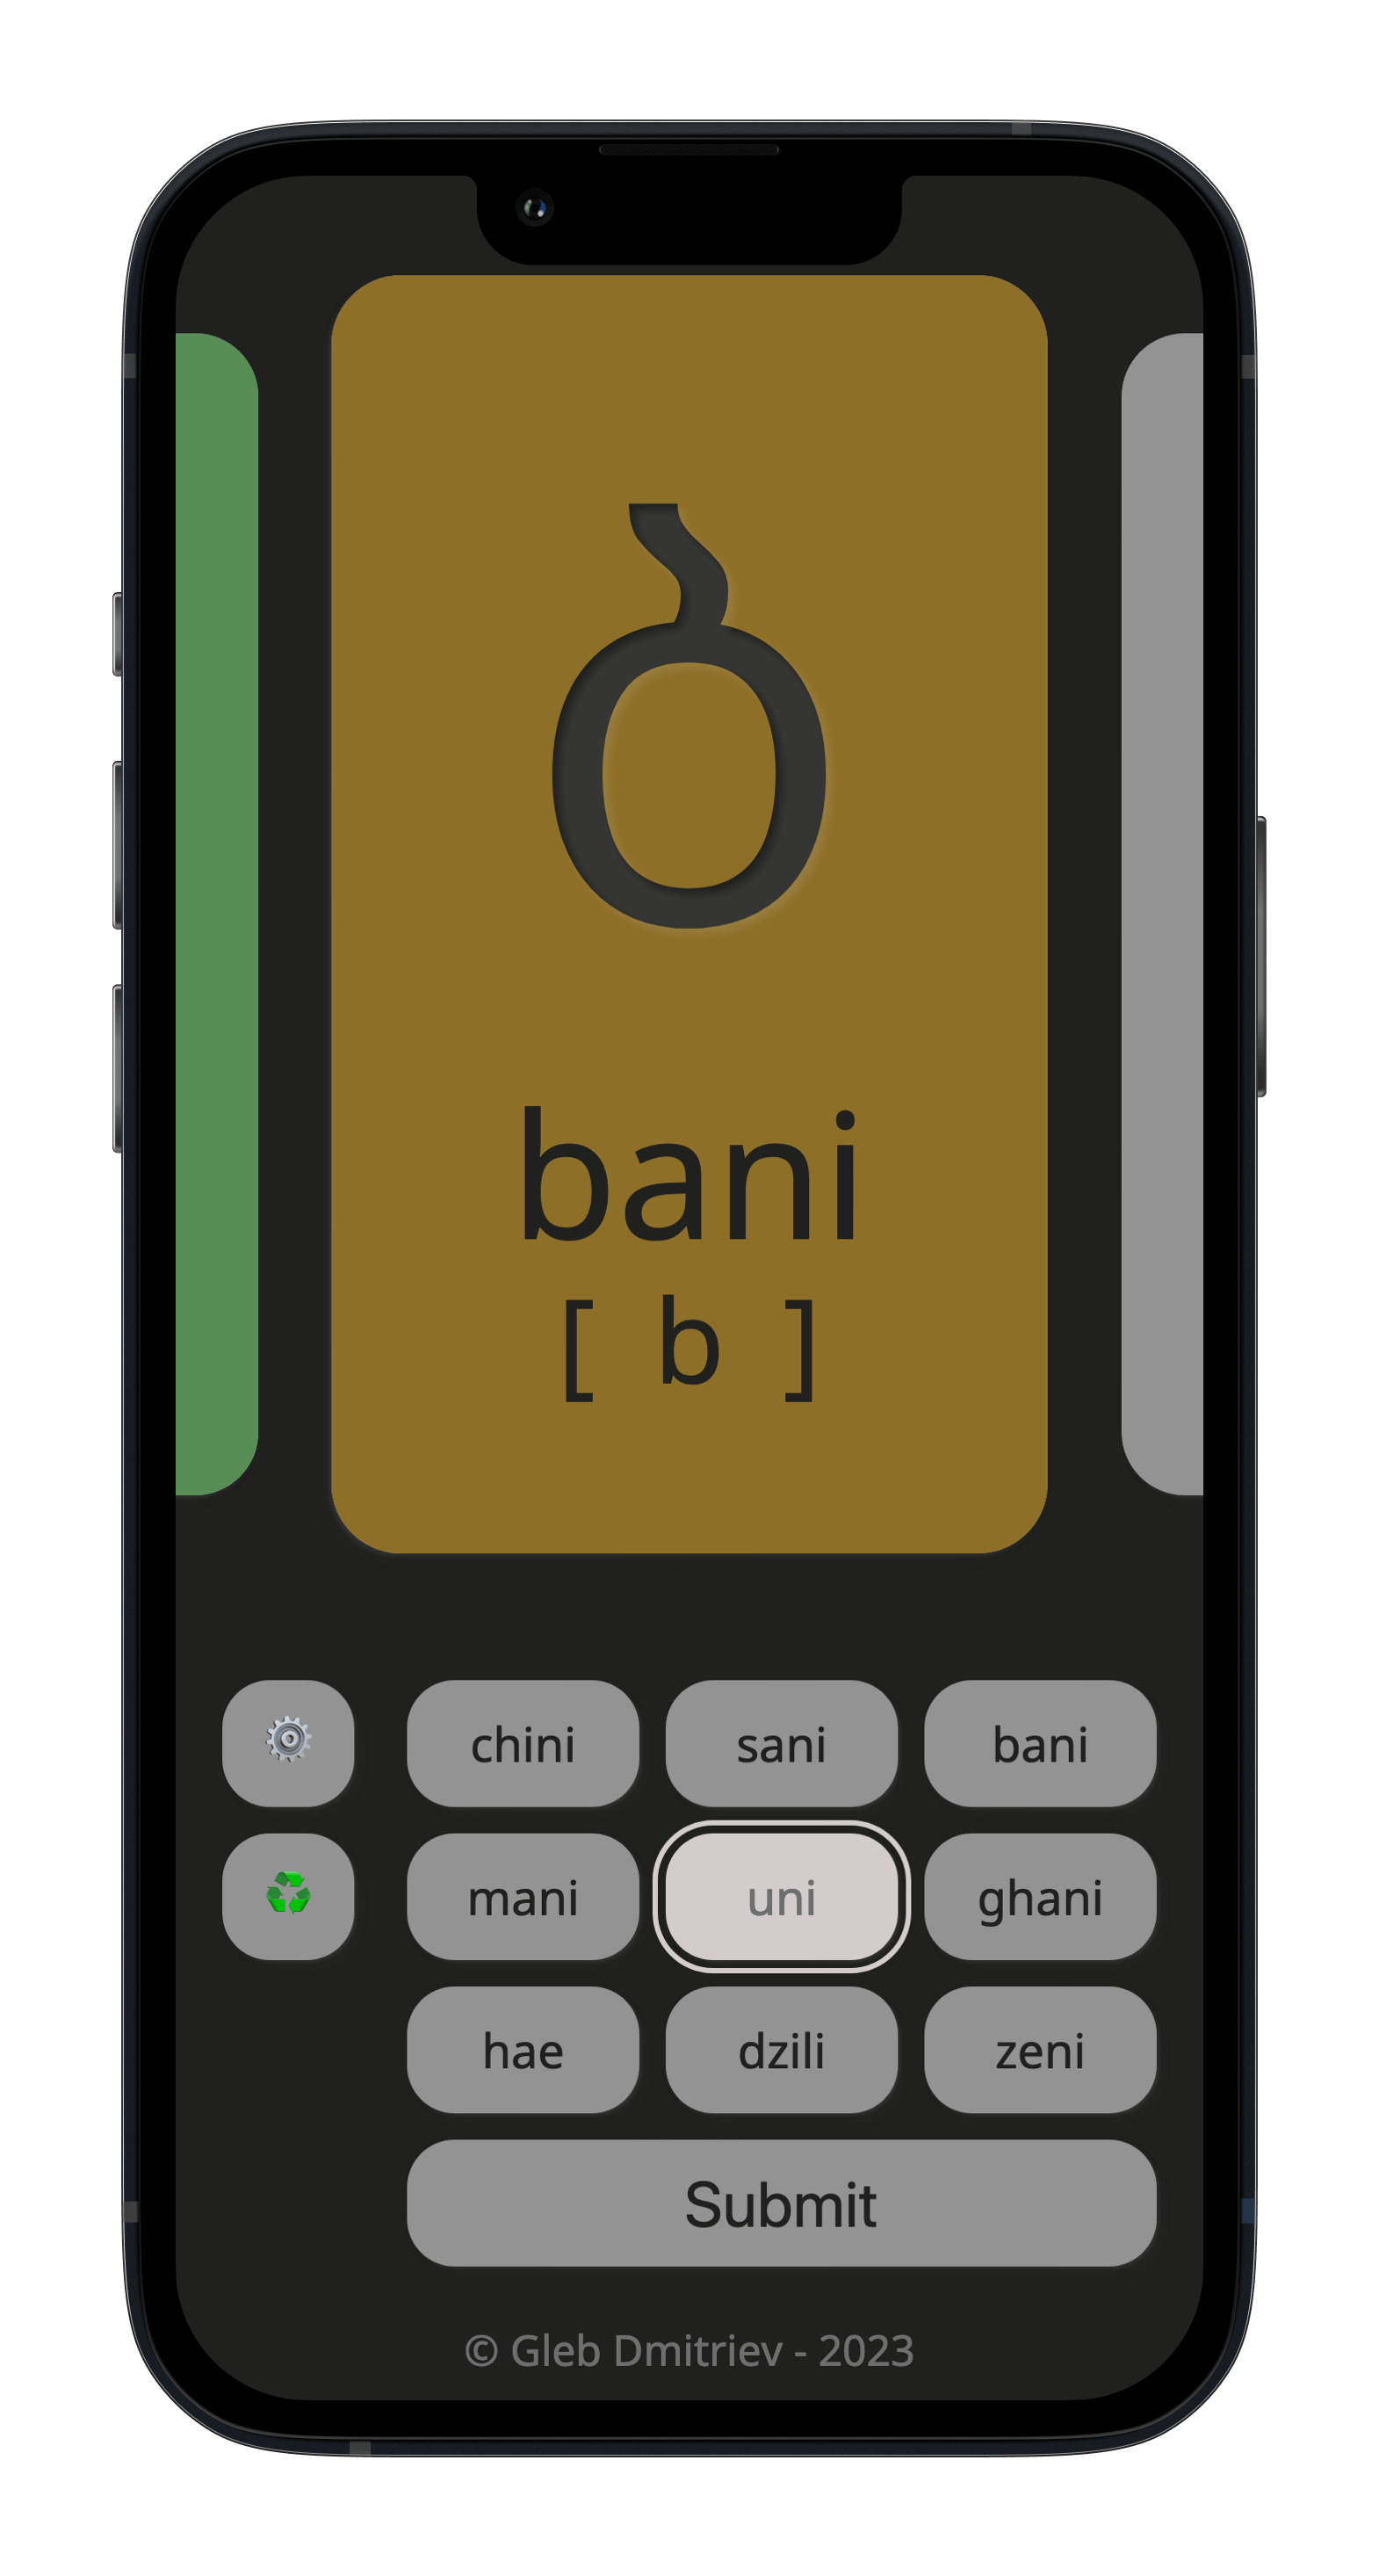 ბ
bani
[ b ]
chini sani bani
mani uni ghani
hae dzili zeni
Submit
© Gleb Dmitriev - 2023